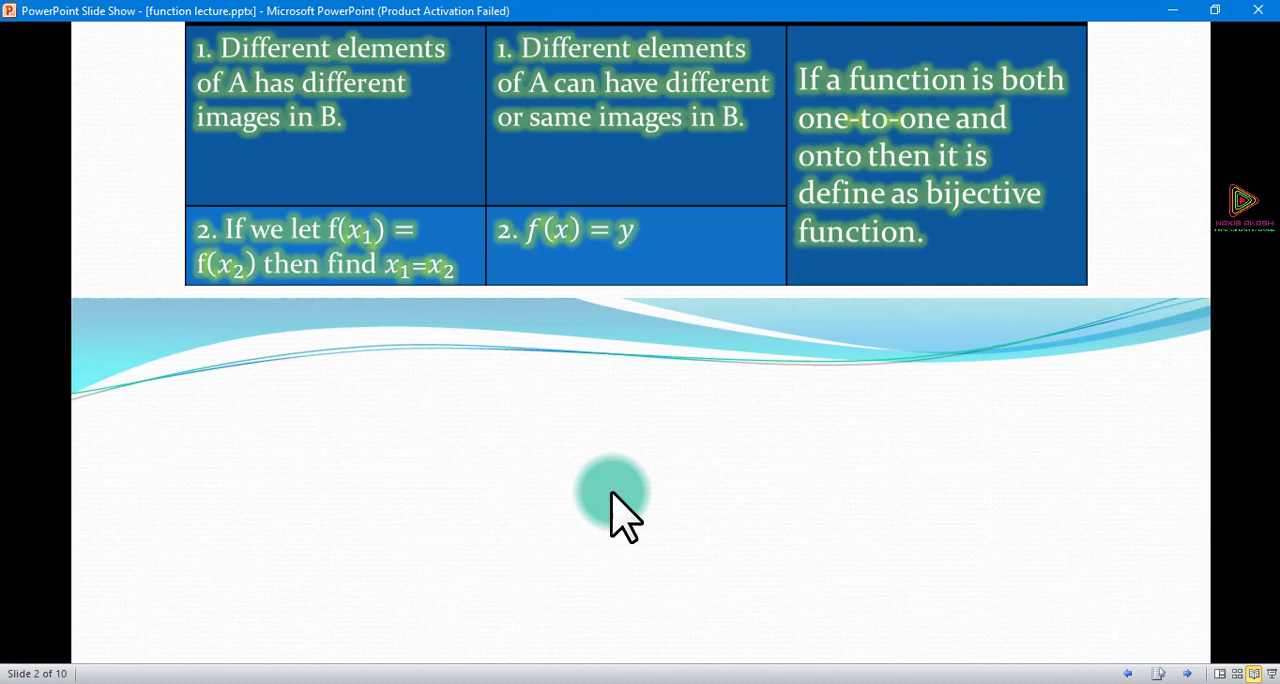 PowerPoint Slide Show - [function lecture.pptx] - Microsoft PowerPoint (Product Activation Failed)
1. Different elements
of A has different
images in B.
1. Different elements
of A can have different
or same images in B.
If a function is both
one-to-one and
onto then it is
define as bijective
function.
2. If we let f(x₁) =
f(x₂) then find x₁=x₂
2. f(x) = y
NAKIB AKASH
Slide 2 of 10